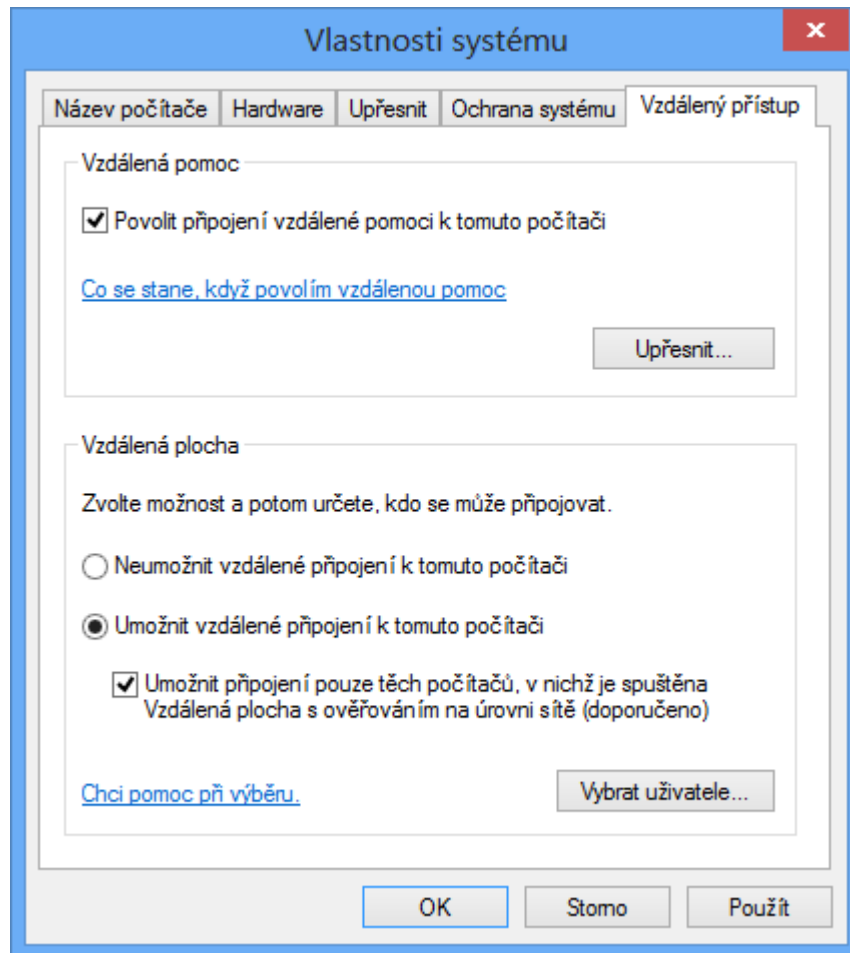 Vlastnosti systému
x
Název počítače
Hardware
Upřesnit
Ochrana systému
Vzdálený přístup
Vzdálená pomoc
Povolit připojení vzdálené pomoci k tomuto počítači
Co se stane, když povolím vzdálenou pomoc
Upřesnit...
Vzdálená plocha
Zvolte možnost a potom určete, kdo se může připojovat.
Neumožnit vzdálené připojení k tomuto počítači
Umožnit vzdálené připojení k tomuto počítači
Umožnit připojení pouze těch počítačů, v nichž je spuštěna
Vzdálená plocha s ověřováním na úrovni sítě (doporučeno)
Chci pomoc při výběru.
Vybrat uživatele...
OK
Storno
Použít